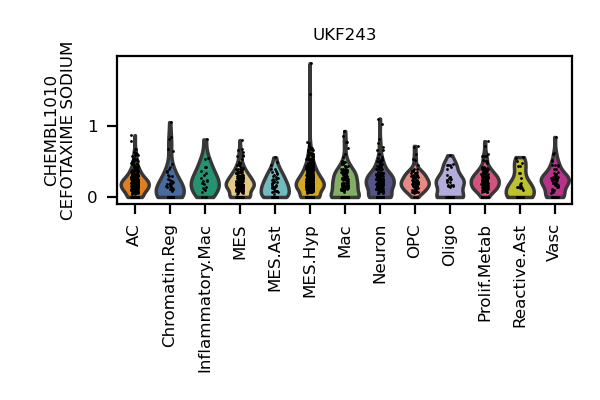 UKF243
CHEMBL1010
CEFOTAXIME SODIUM
1
0
AC
Chromatin.Reg
Inflammatory.Mac
MES
MES.Ast
MES.Hyp
Mac
Neuron
OPC
Oligo
Prolif.Metab
Reactive.Ast
Vasc